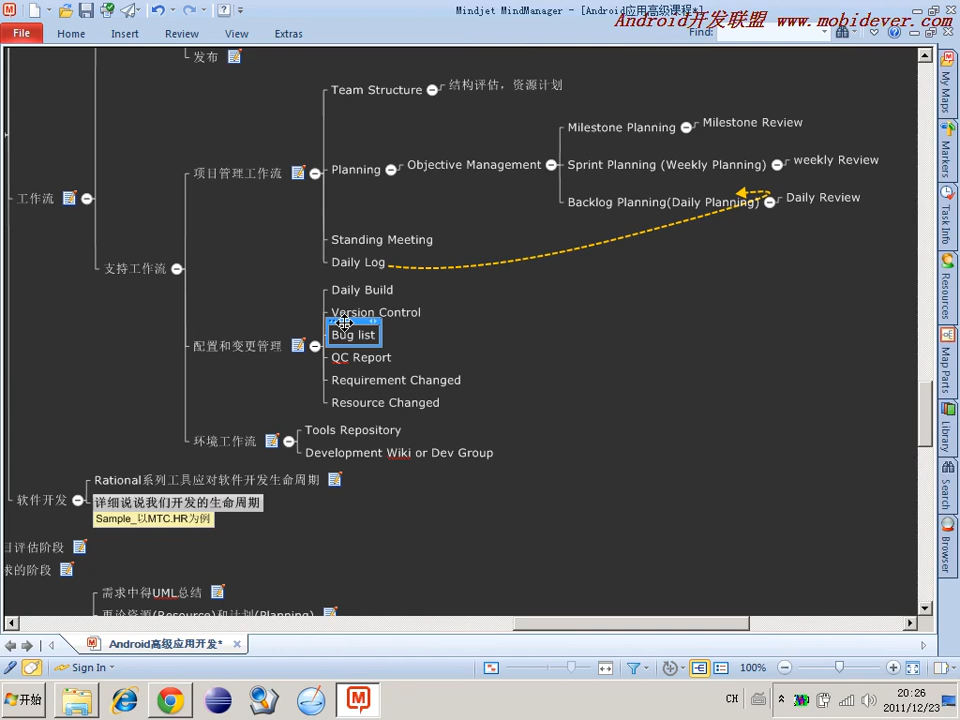 Mindjet MindManager - [Android应用高级课程*]
Android开发联盟 www.mobidever.com
File Home Insert Review View Extras Find:
发布
Team Structure 结构评估，资源计划
Milestone Planning Milestone Review
项目管理工作流 Planning Objective Management Sprint Planning (Weekly Planning) weekly Review
工作流
Backlog Planning(Daily Planning) Daily Review
Standing Meeting
Daily Log
支持工作流
Daily Build
Version Control
Bug list
配置和变更管理
QC Report
Requirement Changed
Resource Changed
环境工作流 Tools Repository
Development Wiki or Dev Group
Rational系列工具应对软件开发生命周期
软件开发 详细说说我们开发的生命周期
Sample_以MTC.HR为例
目评估阶段
求的阶段
需求中得UML总结
再论资源(Resource)和计划(Planning)
My Maps
Markers
Task Info
Resources
Map Parts
Library
Search
Browser
Android高级应用开发*
Sign In 100%
开始 CH 20:26
2011/12/23